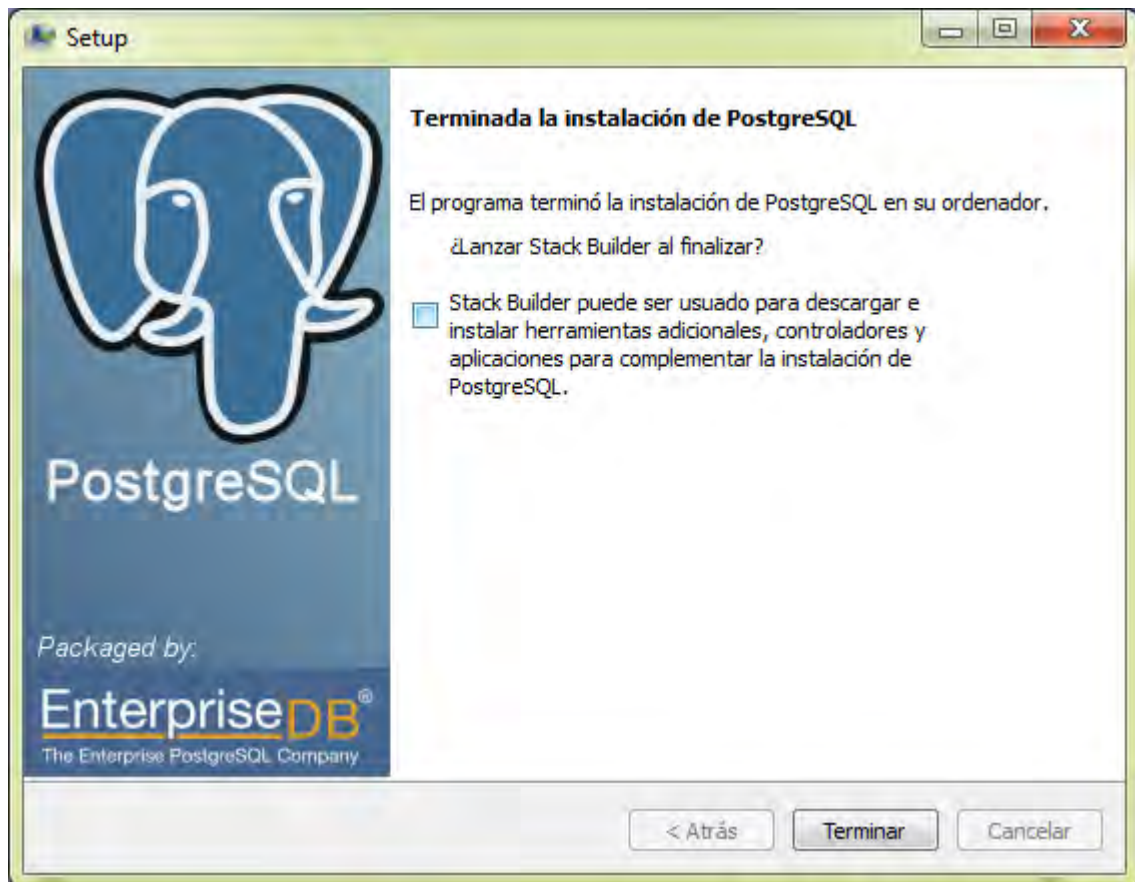 Setup
Terminada la instalación de PostgreSQL
El programa terminó la instalación de PostgreSQL en su ordenador.
¿Lanzar Stack Builder al finalizar?
Stack Builder puede ser usuado para descargar e
instalar herramientas adicionales, controladores y
aplicaciones para complementar la instalación de
PostgreSQL.
PostgreSQL
Packaged by:
EnterpriseDB®
The Enterprise PostgreSQL Company
< Atrás
Terminar
Cancelar